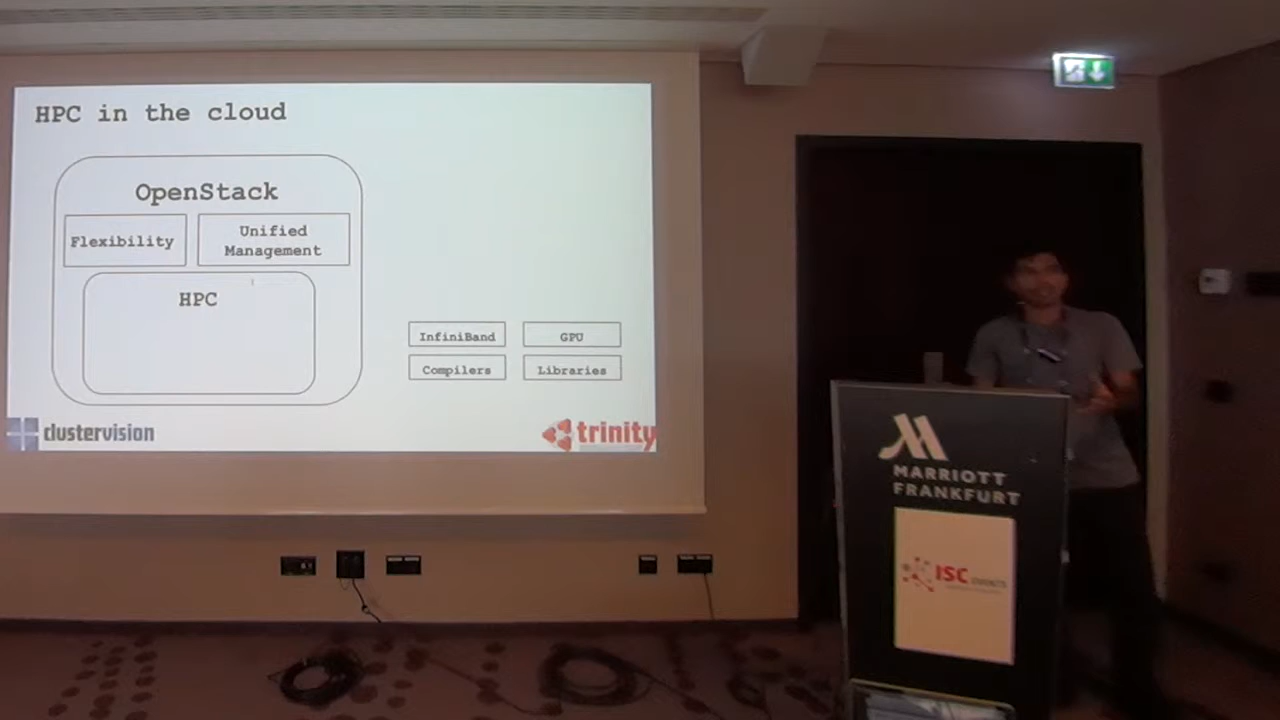 HPC in the cloud
OpenStack
Flexibility
Unified
Management
HPC
InfiniBand
GPU
Compilers
Libraries
clustervision
trinity
MARRIOTT
FRANKFURT
ISC